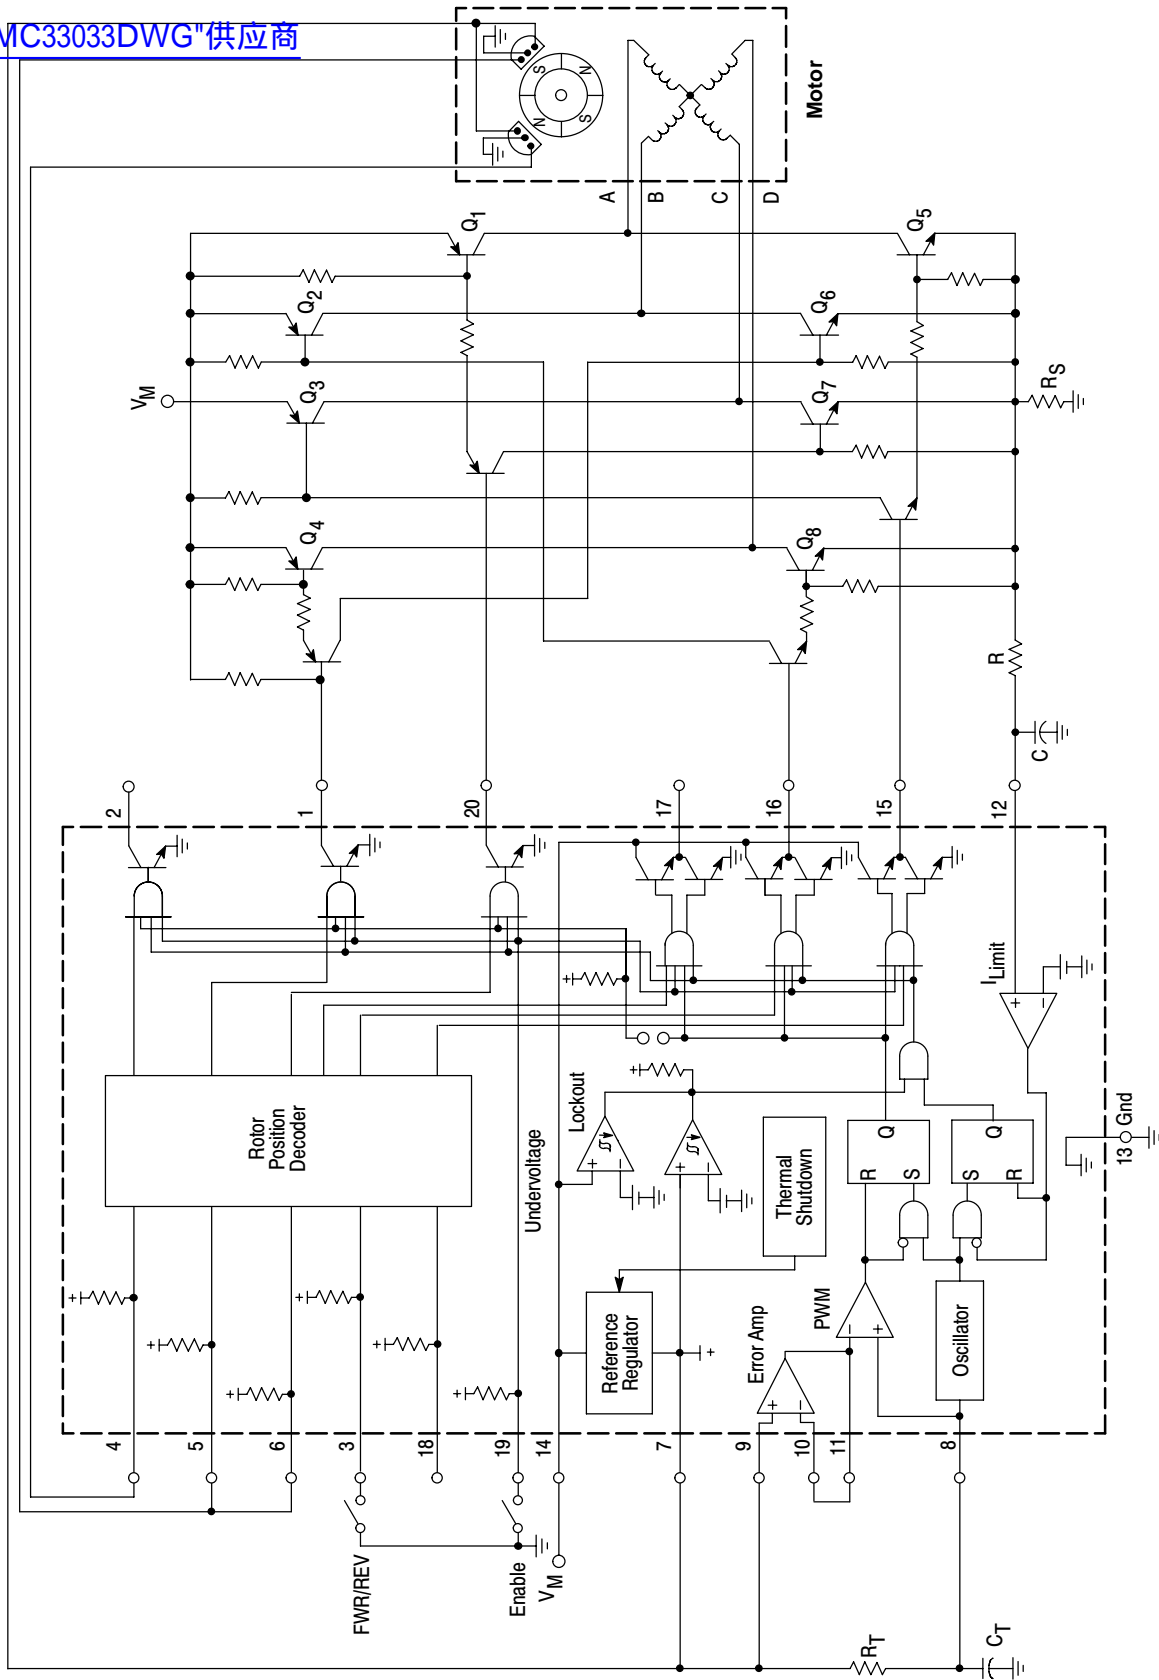 MC33033DWG"供应商
Motor
S
N
N
S
A
B
C
D
Q1
Q5
Q2
Q6
VM
Q3
Q7
RS
Q4
Q8
R
C
2
1
20
17
16
15
12
ILimit
Rotor
Position
Decoder
Undervoltage
Lockout
Thermal
Shutdown
Reference
Regulator
Error Amp
PWM
Oscillator
R
Q
S
S
Q
R
13
Gnd
4
5
6
3
18
19
14
7
9
10
11
8
FWR/REV
Enable
VM
RT
CT